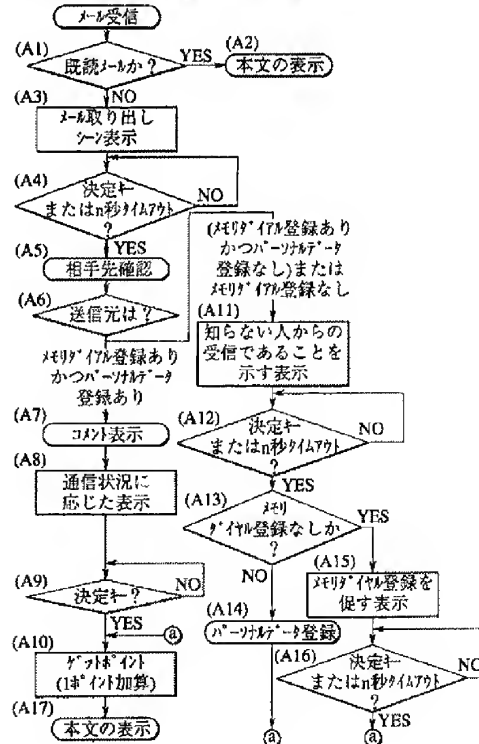 メール受信
(A1)
既読メールか?
YES
(A2)
本文の表示
NO
(A3)
メール取り出し
シーン表示
(A4)
決定キー
またはn秒タイムアウト
?
NO
YES
(A5)
相手先確認
(A6)
送信元は?
メモリダイアル登録あり
かつパーソナルデータ
登録あり
(メモリダイアル登録あり
かつパーソナルデータ
登録なし)または
メモリダイアル登録なし
(A7)
コメント表示
(A8)
通信状況に
応じた表示
(A9)
決定キー?
NO
YES
ⓐ
(A10)
ゲットポイント
(1ポイント加算)
(A17)
本文の表示
(A11)
知らない人からの
受信であることを
示す表示
(A12)
決定キー
またはn秒タイムアウト
?
NO
YES
(A13)
メモリ
ダイヤル登録なしか
?
YES
NO
(A14)
パーソナルデータ登録
(A15)
メモリダイヤル登録を
促す表示
(A16)
決定キー
またはn秒タイムアウト
?
NO
YES
ⓐ
ⓐ